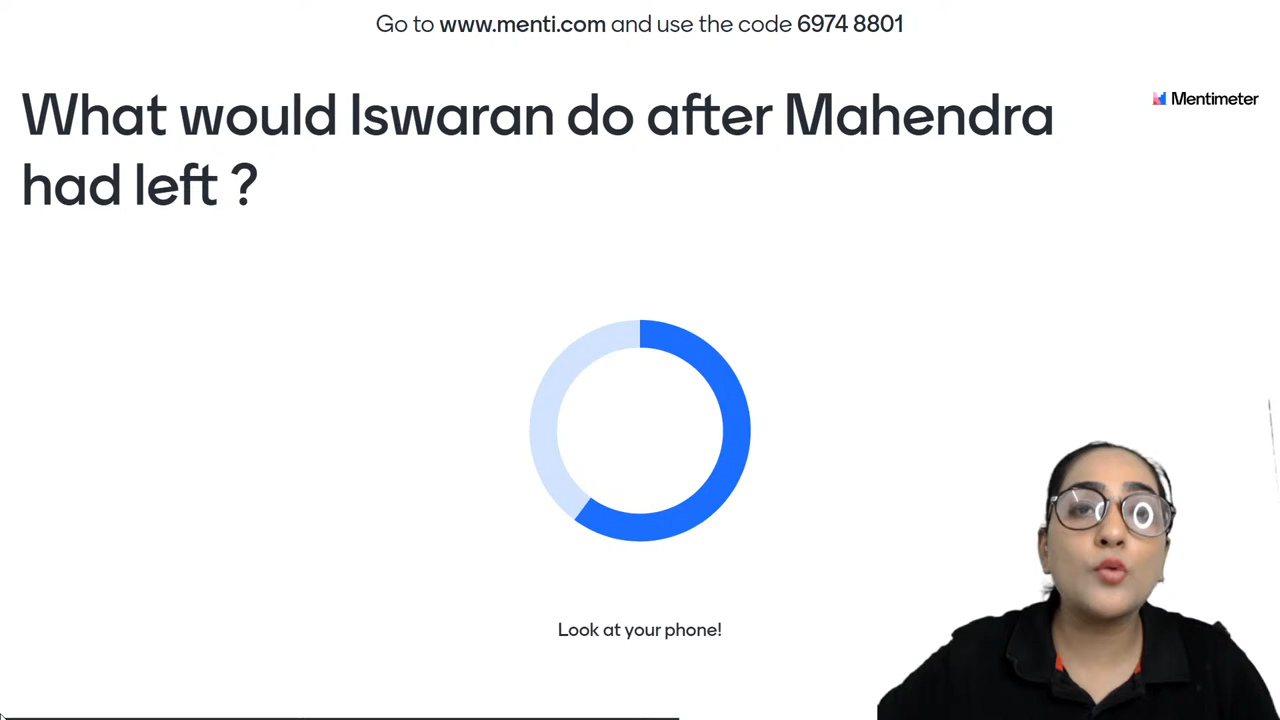 Go to www.menti.com and use the code 6974 8801
What would Iswaran do after Mahendra
had left ?
Mentimeter
Look at your phone!